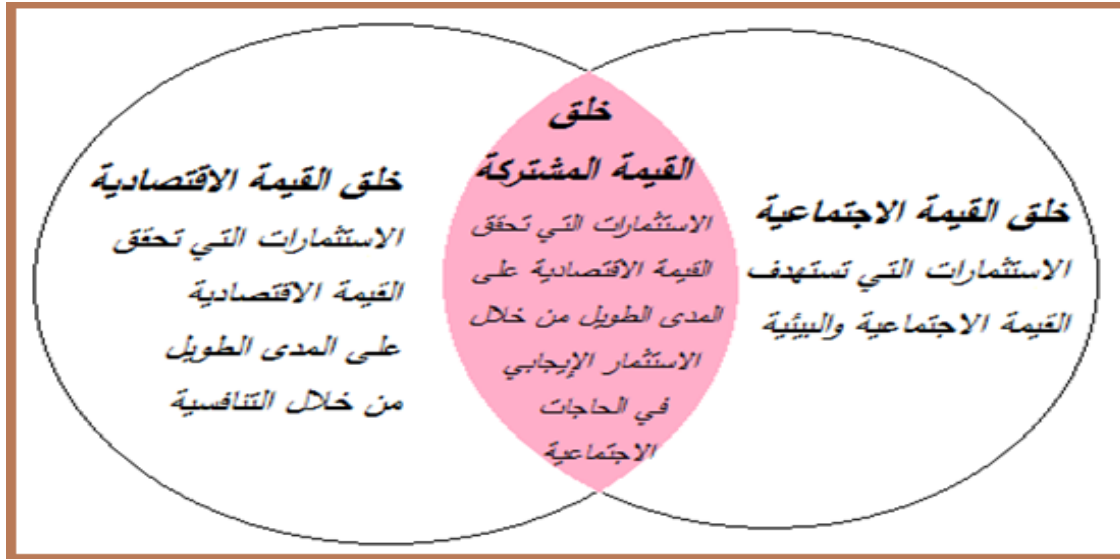 خلق القيمة الاجتماعية
الاستثمارات التي تستهدف
القيمة الاجتماعية والبيئية
خلق
القيمة المشتركة
الاستثمارات التي تحقق
القيمة الاقتصادية على
المدى الطويل من خلال
الاستثمار الإيجابي
في الحاجات
الاجتماعية
خلق القيمة الاقتصادية
الاستثمارات التي تحقق
القيمة الاقتصادية
على المدى الطويل
من خلال التنافسية